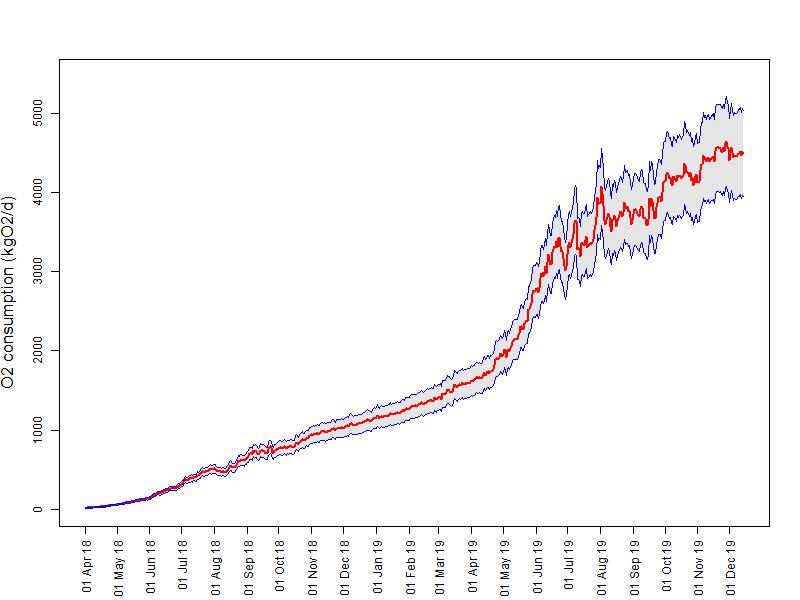 O2 consumption (kgO2/d)
5000
4000
3000
2000
1000
0
01 Apr 18
01 May 18
01 Jun 18
01 Jul 18
01 Aug 18
01 Sep 18
01 Oct 18
01 Nov 18
01 Dec 18
01 Jan 19
01 Feb 19
01 Mar 19
01 Apr 19
01 May 19
01 Jun 19
01 Jul 19
01 Aug 19
01 Sep 19
01 Oct 19
01 Nov 19
01 Dec 19